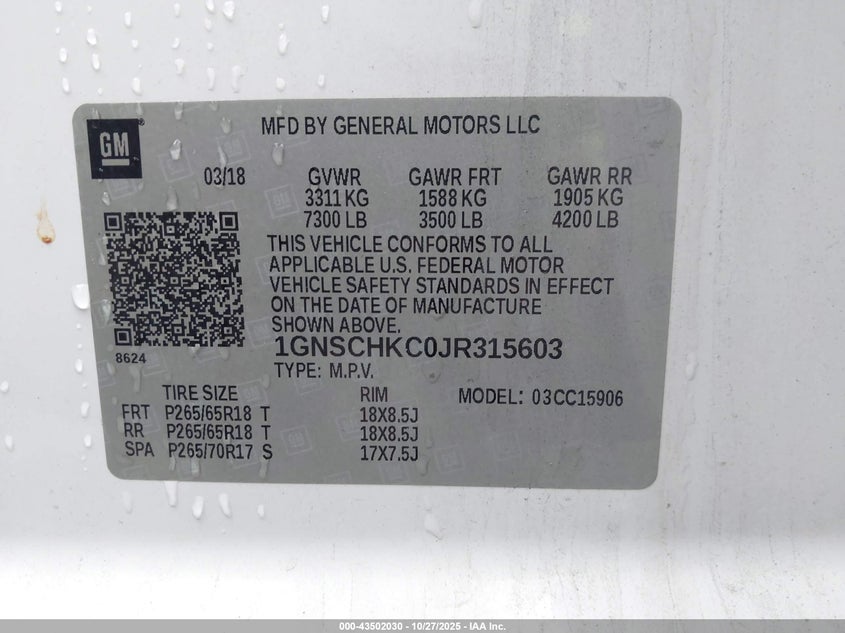 GM
MFD BY GENERAL MOTORS LLC
03/18 GVWR GAWR FRT GAWR RR
3311 KG 1588 KG 1905 KG
7300 LB 3500 LB 4200 LB
THIS VEHICLE CONFORMS TO ALL
APPLICABLE U.S. FEDERAL MOTOR
VEHICLE SAFETY STANDARDS IN EFFECT
ON THE DATE OF MANUFACTURE
SHOWN ABOVE.
8624
1GNSCHKC0JR315603
TYPE: M.P.V.
TIRE SIZE RIM MODEL: 03CC15906
FRT P265/65R18 T 18X8.5J
RR P265/65R18 T 18X8.5J
SPA P265/70R17 S 17X7.5J
000-43502030 - 10/27/2025 - IAA Inc.